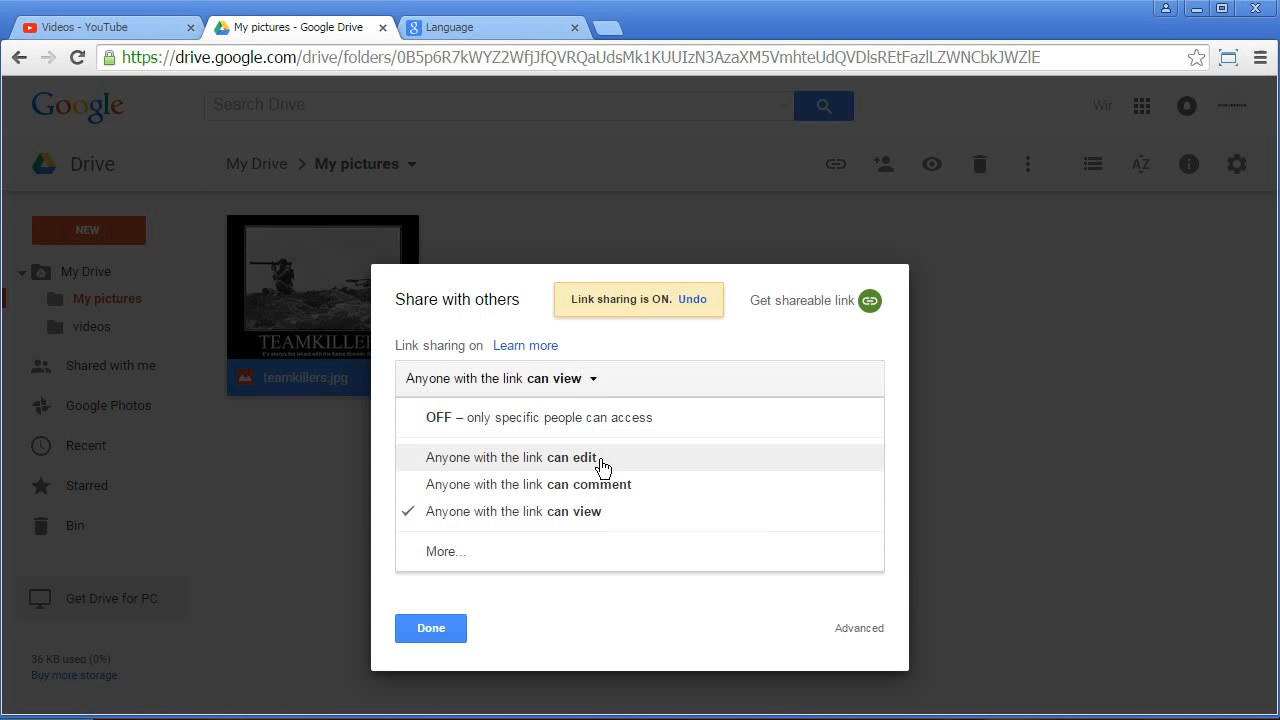 Videos - YouTube
My pictures - Google Drive
Language
https://drive.google.com/drive/folders/0B5p6R7kWYZ2WfjJfQVRQaUdsMk1KUUIzN3AzaXM5VmhteUdQVDlsREtFazlLZWNCbkJWZlE
Google
Search Drive
Wir
Drive
My Drive > My pictures
NEW
My Drive
My pictures
videos
Shared with me
Google Photos
Recent
Starred
Bin
Get Drive for PC
36 KB used (0%)
Buy more storage
TEAMKILLER
teamkillers.jpg
Share with others
Link sharing is ON. Undo
Get shareable link
Link sharing on Learn more
Anyone with the link can view
OFF – only specific people can access
Anyone with the link can edit
Anyone with the link can comment
Anyone with the link can view
More...
Done
Advanced